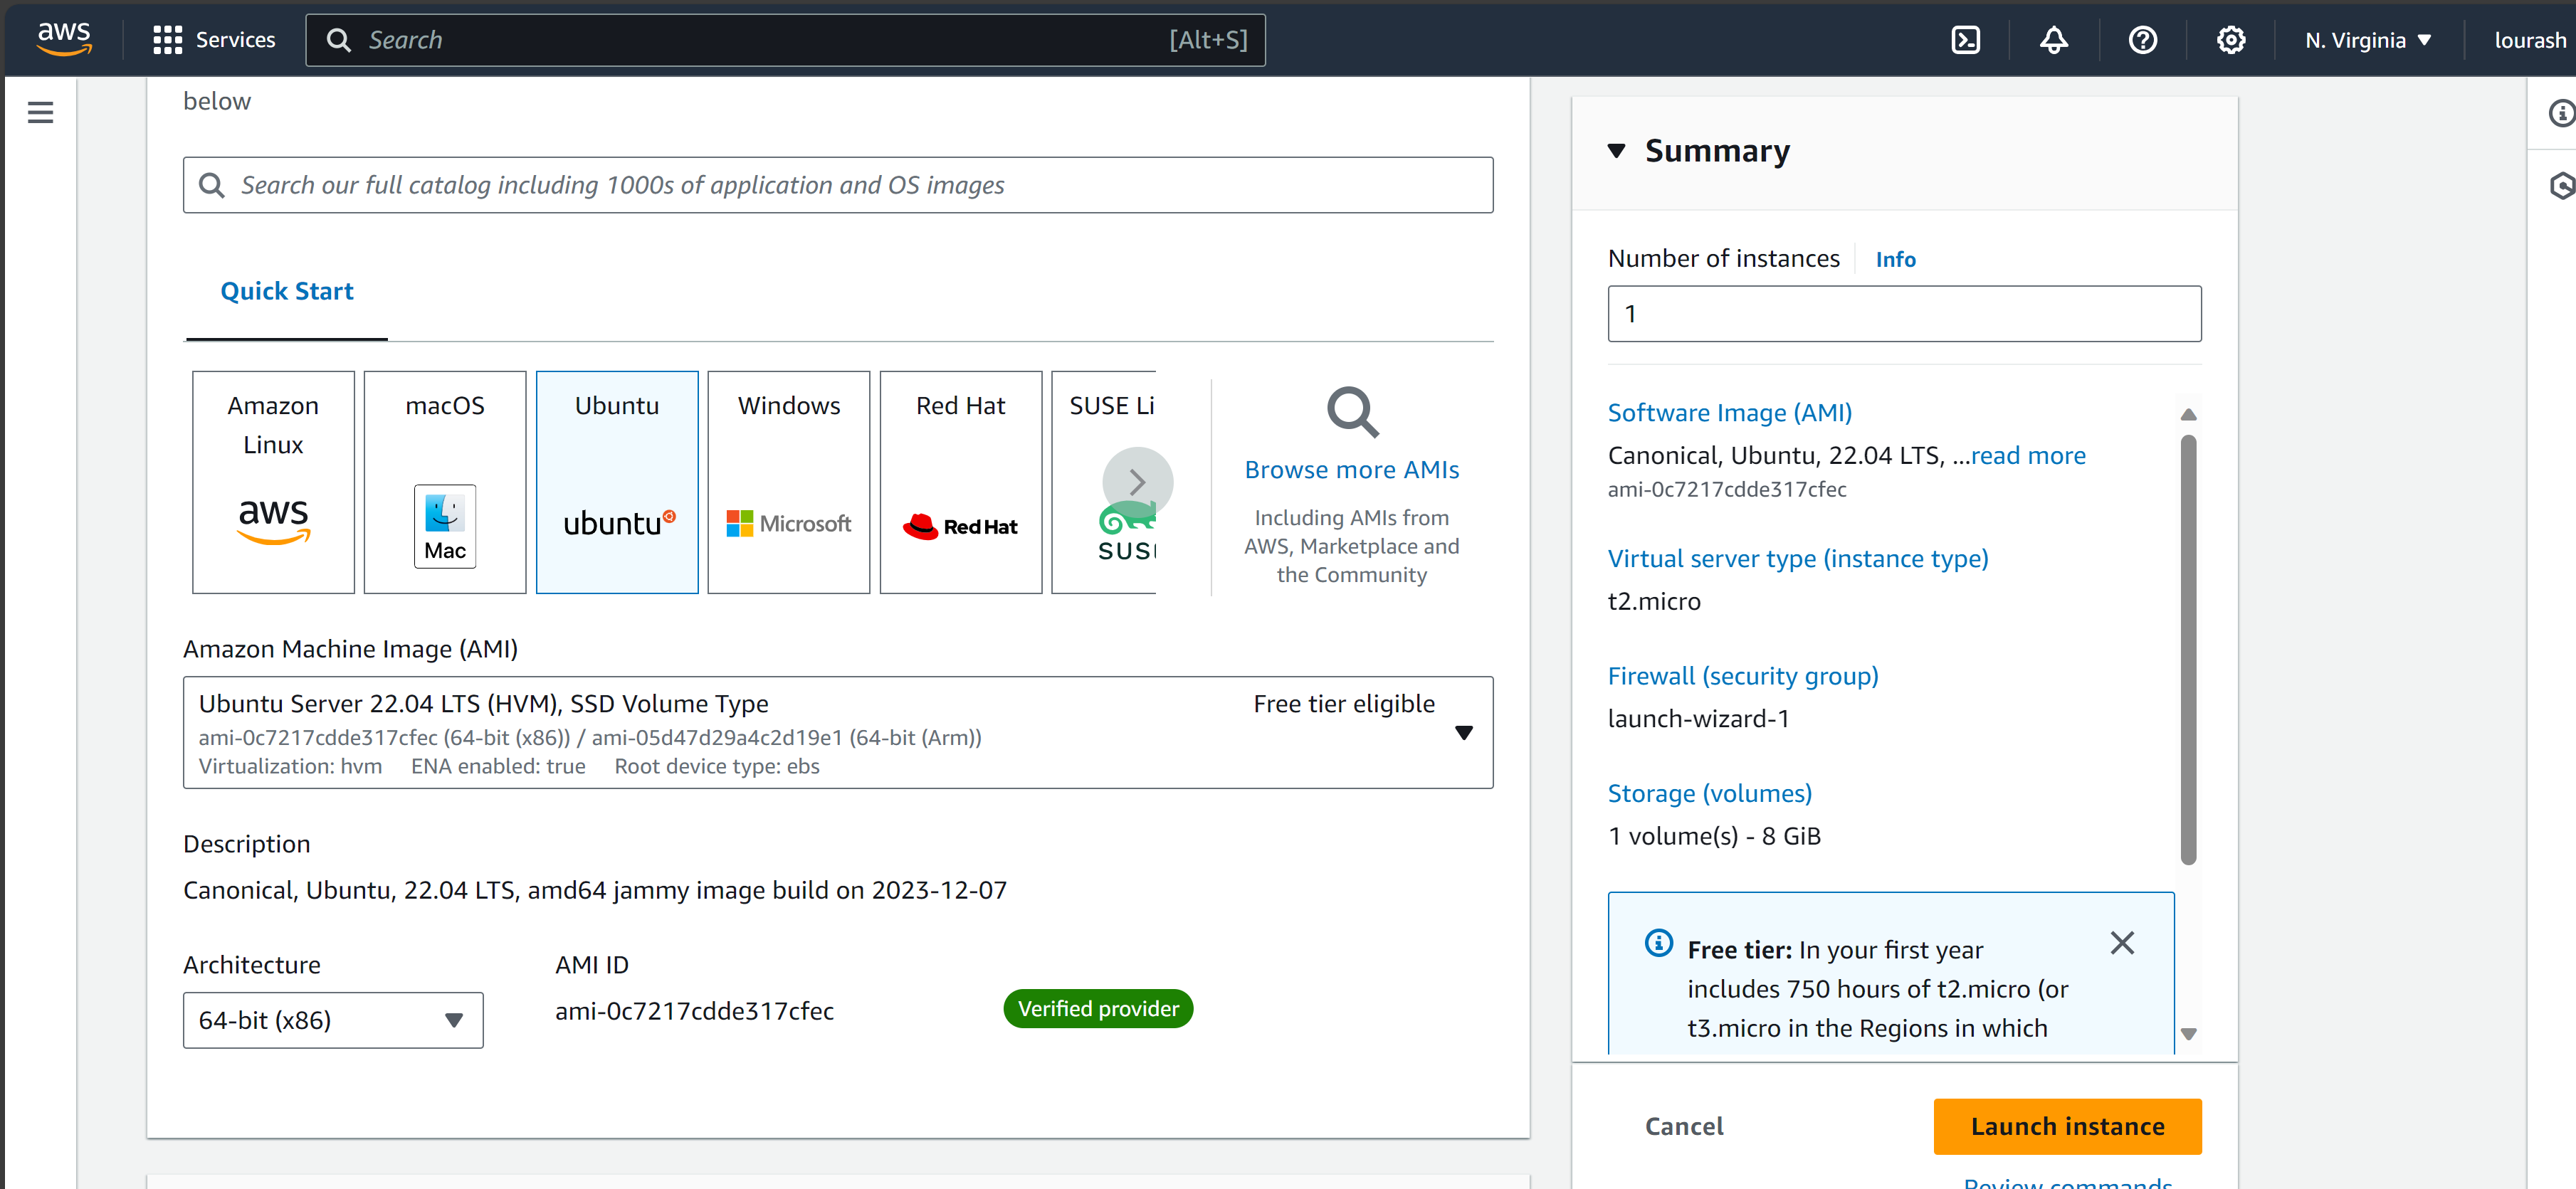 aws
Services
Search
[Alt+S]
N. Virginia
lourash
below
Search our full catalog including 1000s of application and OS images
Quick Start
Amazon
Linux
aws
macOS
Mac
Ubuntu
ubuntu
Windows
Microsoft
Red Hat
Red Hat
SUSE Li
SUS
Browse more AMIs
Including AMIs from
AWS, Marketplace and
the Community
Amazon Machine Image (AMI)
Ubuntu Server 22.04 LTS (HVM), SSD Volume Type
Free tier eligible
ami-0c7217cdde317cfec (64-bit (x86)) / ami-05d47d29a4c2d19e1 (64-bit (Arm))
Virtualization: hvm ENA enabled: true Root device type: ebs
Description
Canonical, Ubuntu, 22.04 LTS, amd64 jammy image build on 2023-12-07
Architecture
64-bit (x86)
AMI ID
ami-0c7217cdde317cfec
Verified provider
Summary
Number of instances
Info
1
Software Image (AMI)
Canonical, Ubuntu, 22.04 LTS, ...read more
ami-0c7217cdde317cfec
Virtual server type (instance type)
t2.micro
Firewall (security group)
launch-wizard-1
Storage (volumes)
1 volume(s) - 8 GiB
Free tier: In your first year
includes 750 hours of t2.micro (or
t3.micro in the Regions in which
Cancel
Launch instance
Review commands